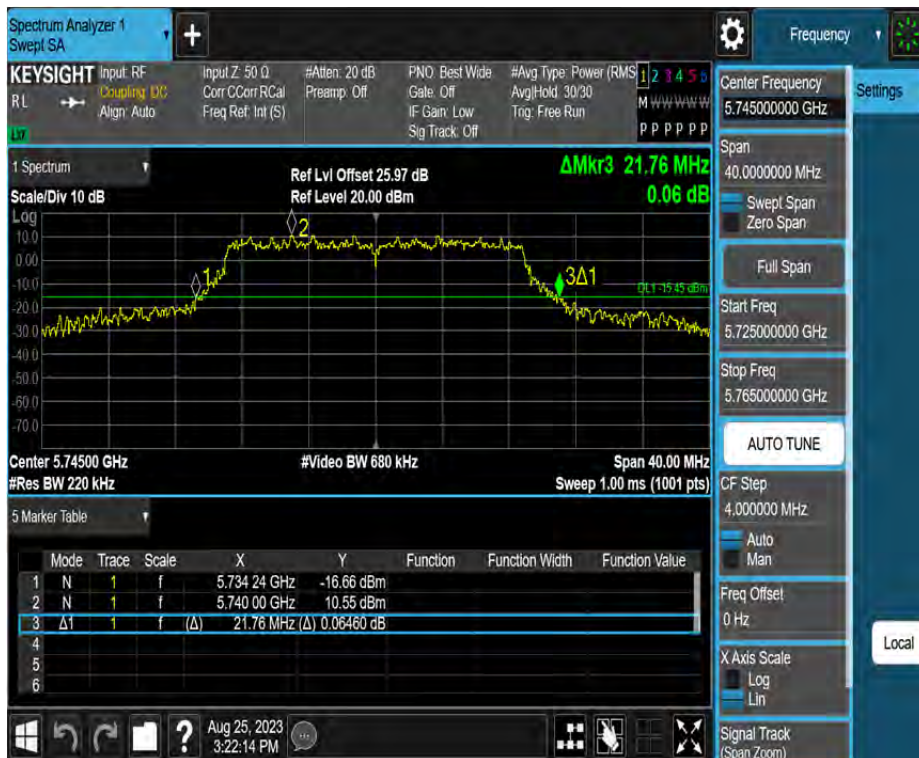 Spectrum Analyzer 1
Swept SA
+
Frequency
KEYSIGHT Input: RF Input Z: 50 Ω #Atten: 20 dB PNO: Best Wide #Avg Type: Power (RMS 1 2 3 4 5 6
RL Coupling: DC Corr CCorr RCal Preamp: Off Gate: Off Avg|Hold: 30/30 M W W W W W
Align: Auto Freq Ref: Int (S) IF Gain: Low Trig: Free Run
LXI Sig Track: Off P P P P P P
1 Spectrum
Scale/Div 10 dB
Ref Lvl Offset 25.97 dB
Ref Level 20.00 dBm
ΔMkr3 21.76 MHz
0.06 dB
Log
10.0
0.00
-10.0
-20.0
-30.0
-40.0
-50.0
-60.0
-70.0
1
2
3Δ1
DL1 -15.45 dBm
Center 5.74500 GHz #Video BW 680 kHz Span 40.00 MHz
#Res BW 220 kHz Sweep 1.00 ms (1001 pts)
5 Marker Table
Mode Trace Scale X Y Function Function Width Function Value
1 N 1 f 5.734 24 GHz -16.66 dBm
2 N 1 f 5.740 00 GHz 10.55 dBm
3 Δ1 1 f (Δ) 21.76 MHz (Δ) 0.06460 dB
4
5
6
?
Aug 25, 2023
3:22:14 PM
Center Frequency
5.745000000 GHz
Span
40.0000000 MHz
Swept Span
Zero Span
Full Span
Start Freq
5.725000000 GHz
Stop Freq
5.765000000 GHz
AUTO TUNE
CF Step
4.000000 MHz
Auto
Man
Freq Offset
0 Hz
X Axis Scale
Log
Lin
Signal Track
(Span Zoom)
Settings
Local